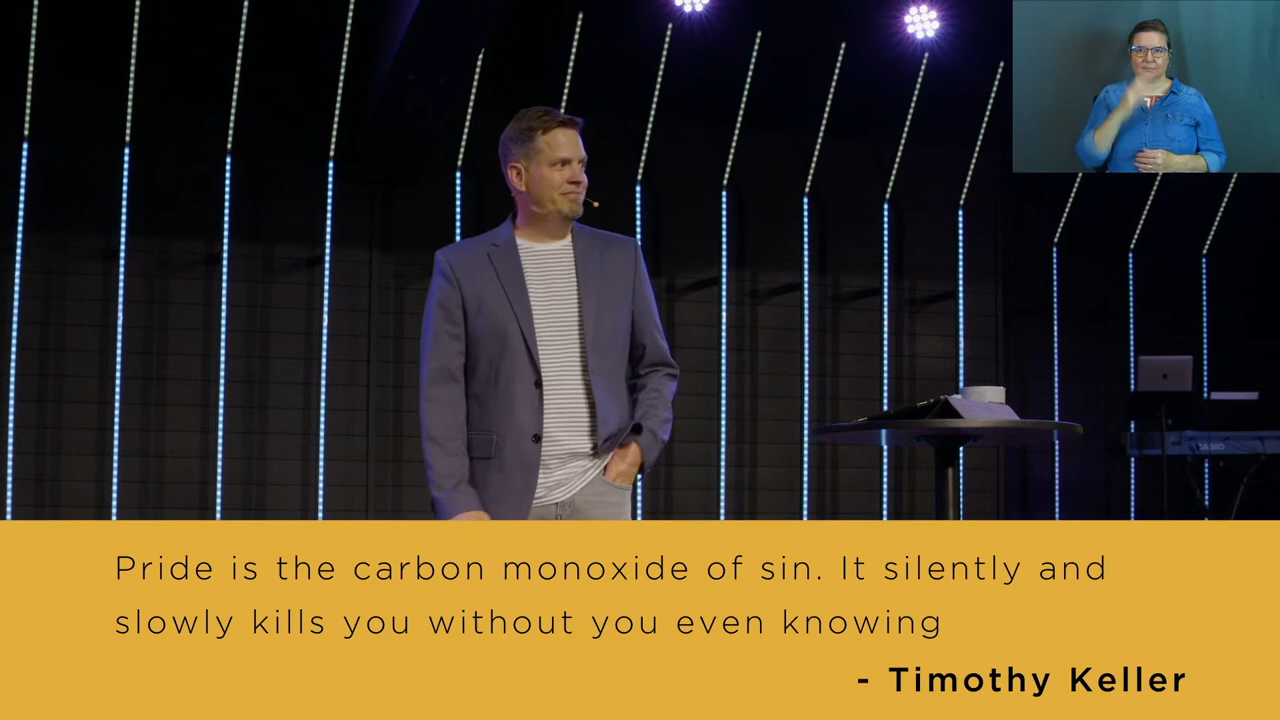 CASIO
Pride is the carbon monoxide of sin. It silently and
slowly kills you without you even knowing
- Timothy Keller